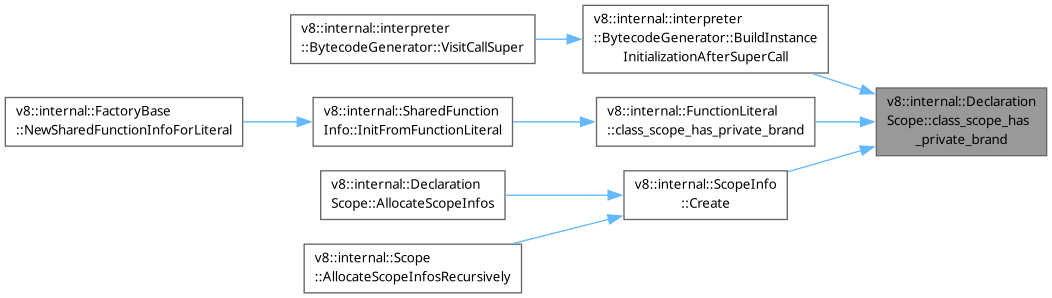 v8::internal::interpreter
::BytecodeGenerator::VisitCallSuper
v8::internal::interpreter
::BytecodeGenerator::BuildInstance
InitializationAfterSuperCall
v8::internal::FactoryBase
::NewSharedFunctionInfoForLiteral
v8::internal::SharedFunction
Info::InitFromFunctionLiteral
v8::internal::FunctionLiteral
::class_scope_has_private_brand
v8::internal::Declaration
Scope::class_scope_has
_private_brand
v8::internal::Declaration
Scope::AllocateScopeInfos
v8::internal::ScopeInfo
::Create
v8::internal::Scope
::AllocateScopeInfosRecursively